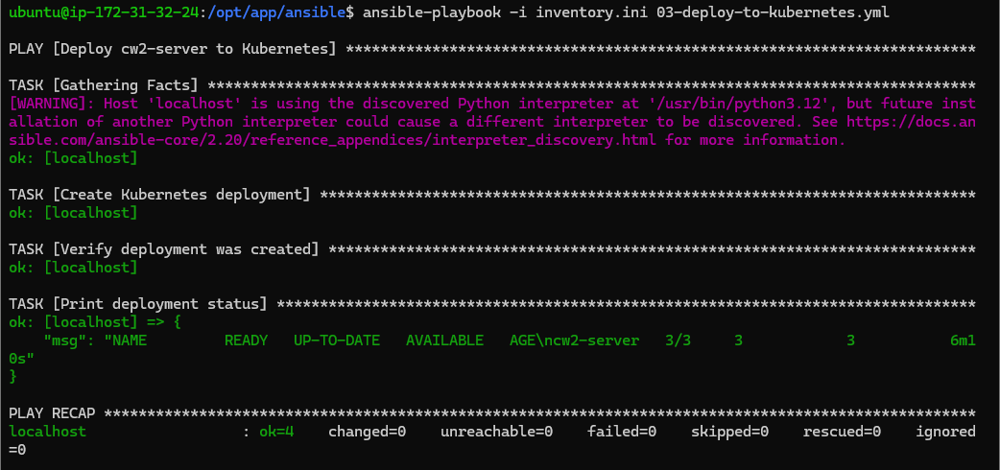 ubuntu@ip-172-31-32-24:/opt/app/ansible$ ansible-playbook -i inventory.ini 03-deploy-to-kubernetes.yml
PLAY [Deploy cw2-server to Kubernetes] *************************************************************************
TASK [Gathering Facts] *****************************************************************************************
[WARNING]: Host 'localhost' is using the discovered Python interpreter at '/usr/bin/python3.12', but future inst
allation of another Python interpreter could cause a different interpreter to be discovered. See https://docs.an
sible.com/ansible-core/2.20/reference_appendices/interpreter_discovery.html for more information.
ok: [localhost]
TASK [Create Kubernetes deployment] ****************************************************************************
ok: [localhost]
TASK [Verify deployment was created] ***************************************************************************
ok: [localhost]
TASK [Print deployment status] *********************************************************************************
ok: [localhost] => {
    "msg": "NAME         READY   UP-TO-DATE   AVAILABLE   AGE\ncw2-server   3/3     3            3           6m1
0s"
}
PLAY RECAP *****************************************************************************************************
localhost                  : ok=4    changed=0    unreachable=0    failed=0    skipped=0    rescued=0    ignored
=0